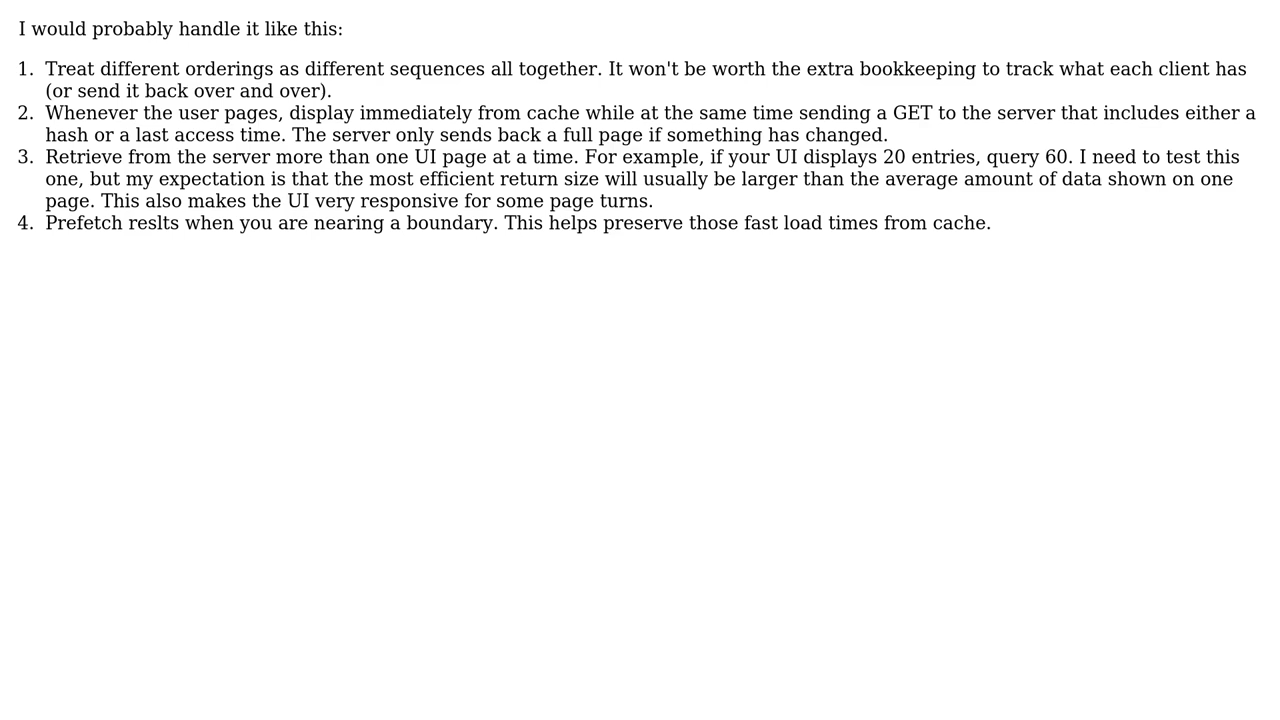 I would probably handle it like this:
1. Treat different orderings as different sequences all together. It won't be worth the extra bookkeeping to track what each client has
(or send it back over and over).
2. Whenever the user pages, display immediately from cache while at the same time sending a GET to the server that includes either a
hash or a last access time. The server only sends back a full page if something has changed.
3. Retrieve from the server more than one UI page at a time. For example, if your UI displays 20 entries, query 60. I need to test this
one, but my expectation is that the most efficient return size will usually be larger than the average amount of data shown on one
page. This also makes the UI very responsive for some page turns.
4. Prefetch reslts when you are nearing a boundary. This helps preserve those fast load times from cache.